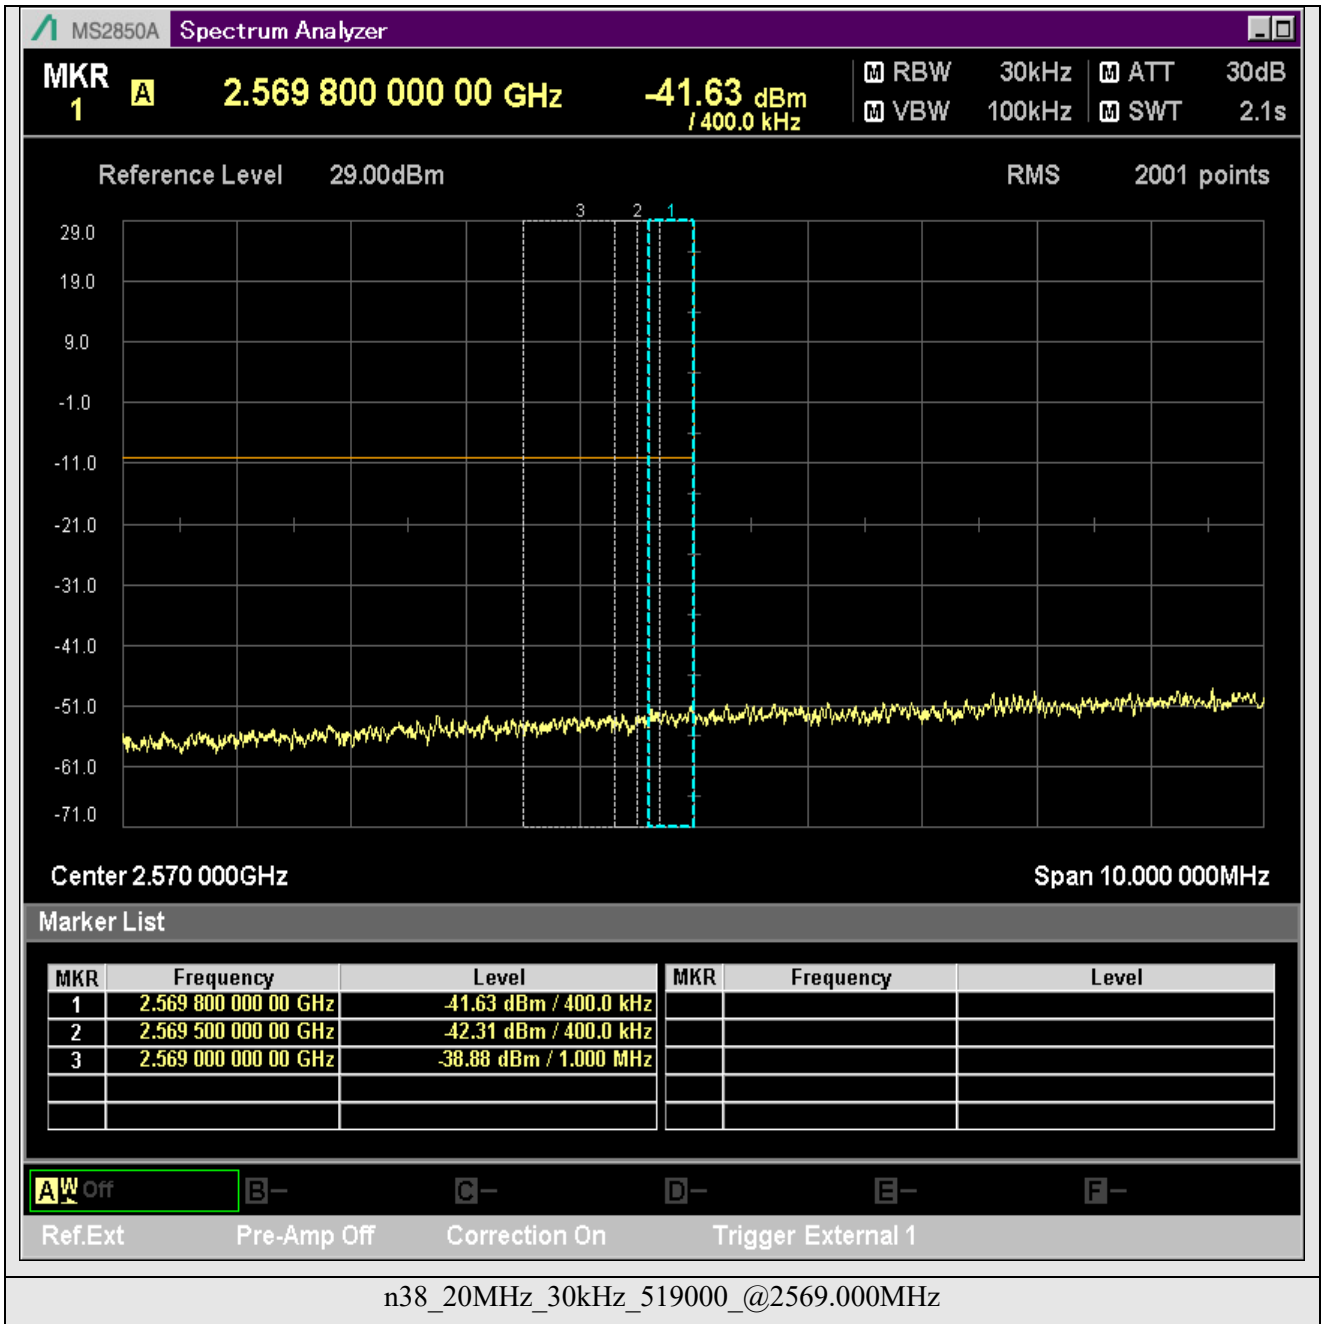 MS2850A Spectrum Analyzer
MKR 1 A 2.569 800 000 00 GHz -41.63 dBm / 400.0 kHz
M RBW 30kHz M ATT 30dB
M VBW 100kHz M SWT 2.1s
Reference Level 29.00dBm RMS 2001 points
3 2 1
29.0
19.0
9.0
-1.0
-11.0
-21.0
-31.0
-41.0
-51.0
-61.0
-71.0
Center 2.570 000GHz Span 10.000 000MHz
Marker List
MKR Frequency Level MKR Frequency Level
1 2.569 800 000 00 GHz -41.63 dBm / 400.0 kHz
2 2.569 500 000 00 GHz -42.31 dBm / 400.0 kHz
3 2.569 000 000 00 GHz -38.88 dBm / 1.000 MHz
A W Off B - C - D - E - F -
Ref.Ext Pre-Amp Off Correction On Trigger External 1
n38_20MHz_30kHz_519000_@2569.000MHz